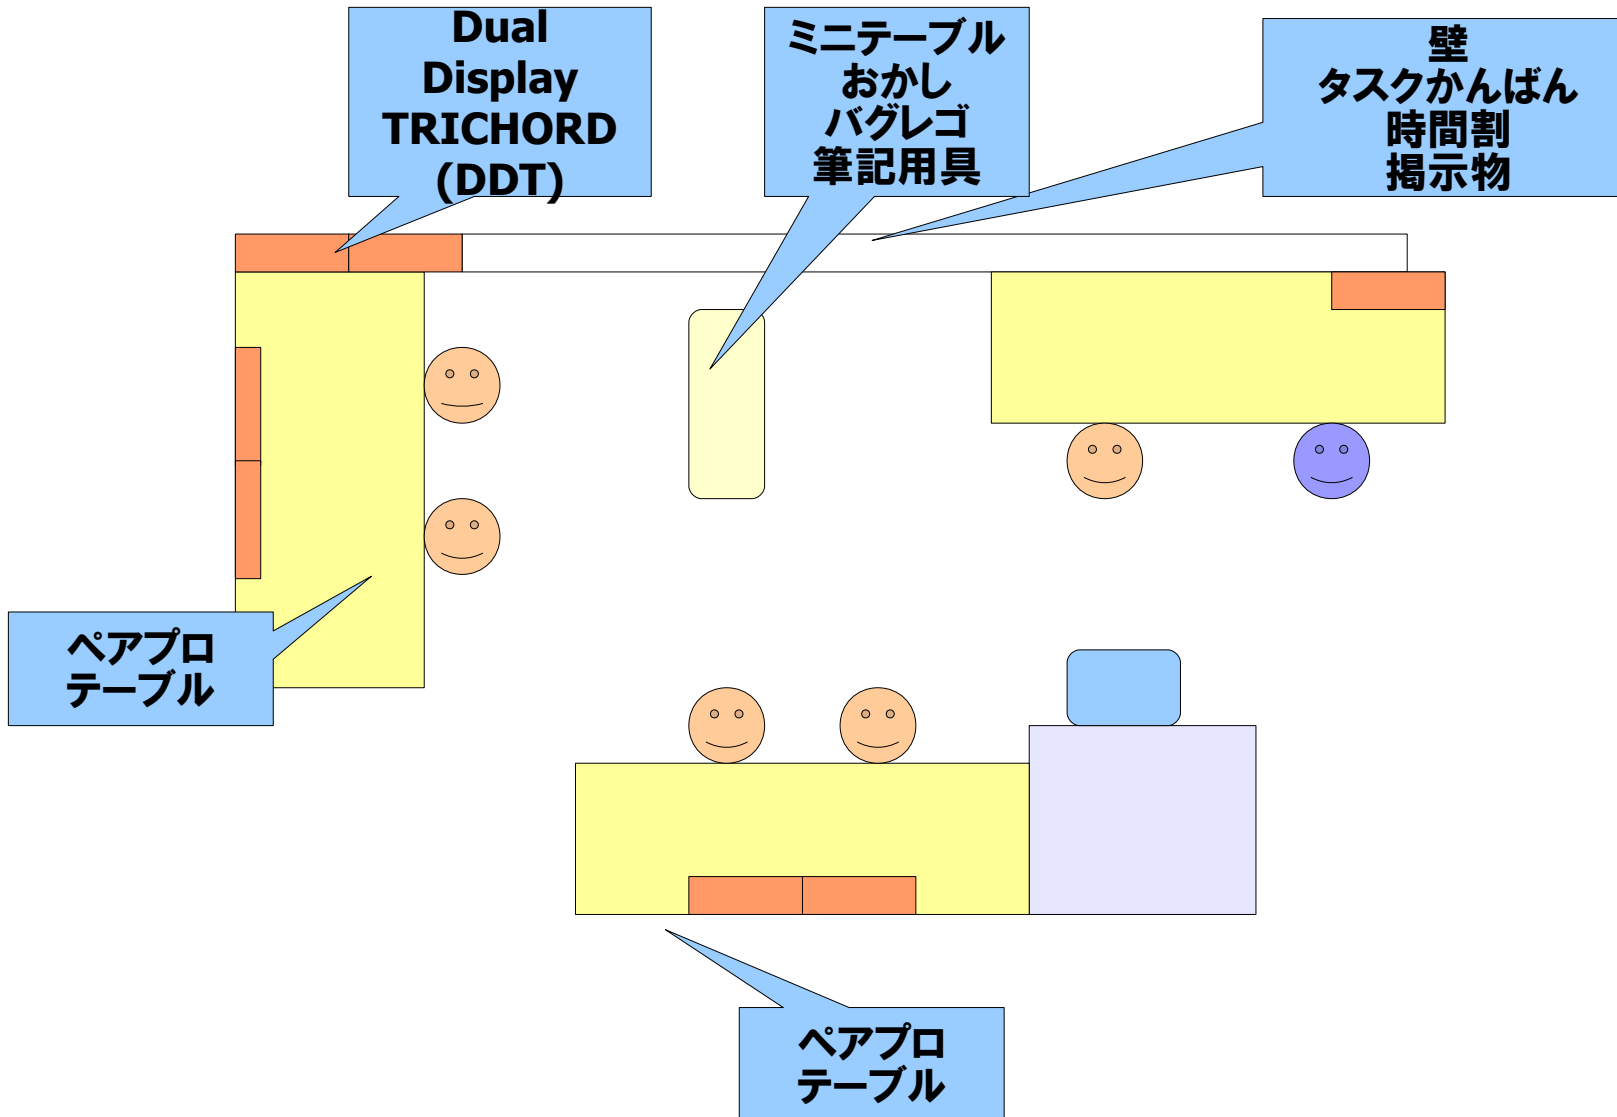 Dual
Display
TRICHORD
(DDT)
ミニテーブル
おかし
バグレゴ
筆記用具
壁
タスクかんばん
時間割
掲示物
ペアプロ
テーブル
ペアプロ
テーブル